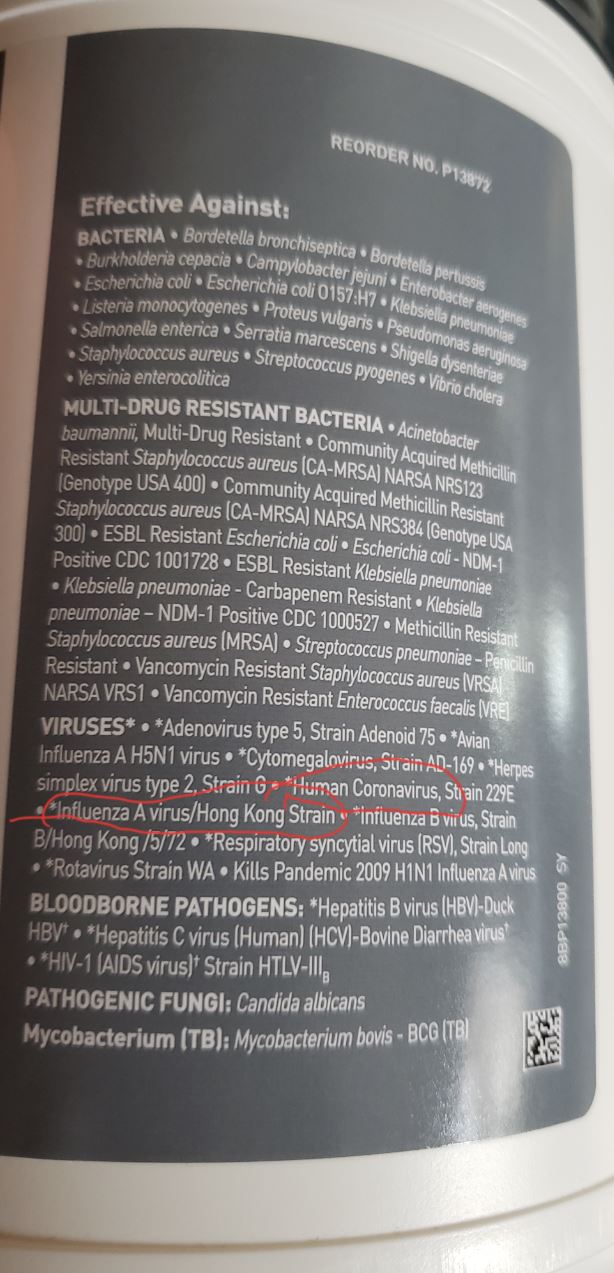 REORDER NO. P13872
Effective Against:
BACTERIA • Bordetella bronchiseptica • Bordetella pertussis
• Burkholderia cepacia • Campylobacter jejuni • Enterobacter aerogenes
• Escherichia coli • Escherichia coli O157:H7 • Klebsiella pneumoniae
• Listeria monocytogenes • Proteus vulgaris • Pseudomonas aeruginosa
• Salmonella enterica • Serratia marcescens • Shigella dysenteriae
• Staphylococcus aureus • Streptococcus pyogenes • Vibrio cholera
• Yersinia enterocolitica
MULTI-DRUG RESISTANT BACTERIA • Acinetobacter
baumannii, Multi-Drug Resistant • Community Acquired Methicillin
Resistant Staphylococcus aureus (CA-MRSA) NARSA NRS123
(Genotype USA 400) • Community Acquired Methicillin Resistant
Staphylococcus aureus (CA-MRSA) NARSA NRS384 (Genotype USA
300) • ESBL Resistant Escherichia coli • Escherichia coli - NDM-1
Positive CDC 1001728 • ESBL Resistant Klebsiella pneumoniae
• Klebsiella pneumoniae - Carbapenem Resistant • Klebsiella
pneumoniae – NDM-1 Positive CDC 1000527 • Methicillin Resistant
Staphylococcus aureus (MRSA) • Streptococcus pneumoniae – Penicillin
Resistant • Vancomycin Resistant Staphylococcus aureus (VRSA)
NARSA VRS1 • Vancomycin Resistant Enterococcus faecalis (VRE)
VIRUSES* • *Adenovirus type 5, Strain Adenoid 75 • *Avian
Influenza A H5N1 virus • *Cytomegalovirus, Strain AD-169 • *Herpes
simplex virus type 2, Strain G • *Human Coronavirus, Strain 229E
• *Influenza A virus/Hong Kong Strain • *Influenza B virus, Strain
B/Hong Kong /5/72 • *Respiratory syncytial virus (RSV), Strain Long
• *Rotavirus Strain WA • Kills Pandemic 2009 H1N1 Influenza A virus
BLOODBORNE PATHOGENS: *Hepatitis B virus (HBV)-Duck
HBV† • *Hepatitis C virus (Human) (HCV)-Bovine Diarrhea virus†
• *HIV-1 (AIDS virus)† Strain HTLV-IIIB
PATHOGENIC FUNGI: Candida albicans
Mycobacterium (TB): Mycobacterium bovis - BCG (TB)
8BP13800 SY